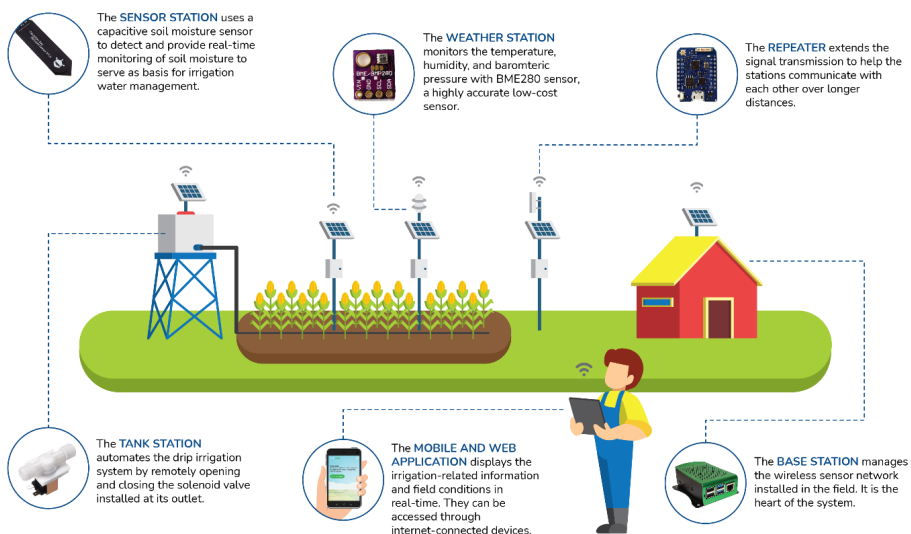 The SENSOR STATION uses a
capacitive soil moisture sensor
to detect and provide real-time
monitoring of soil moisture to
serve as basis for irrigation
water management.
The WEATHER STATION
monitors the temperature,
humidity, and baromteric
pressure with BME280 sensor,
a highly accurate low-cost
sensor.
BME/BMP280
VIN
GND
SCL
SDA
The REPEATER extends the
signal transmission to help the
stations communicate with
each other over longer
distances.
The TANK STATION
automates the drip irrigation
system by remotely opening
and closing the solenoid valve
installed at its outlet.
The MOBILE AND WEB
APPLICATION displays the
irrigation-related information
and field conditions in
real-time. They can be
accessed through
internet-connected devices.
The BASE STATION manages
the wireless sensor network
installed in the field. It is the
heart of the system.